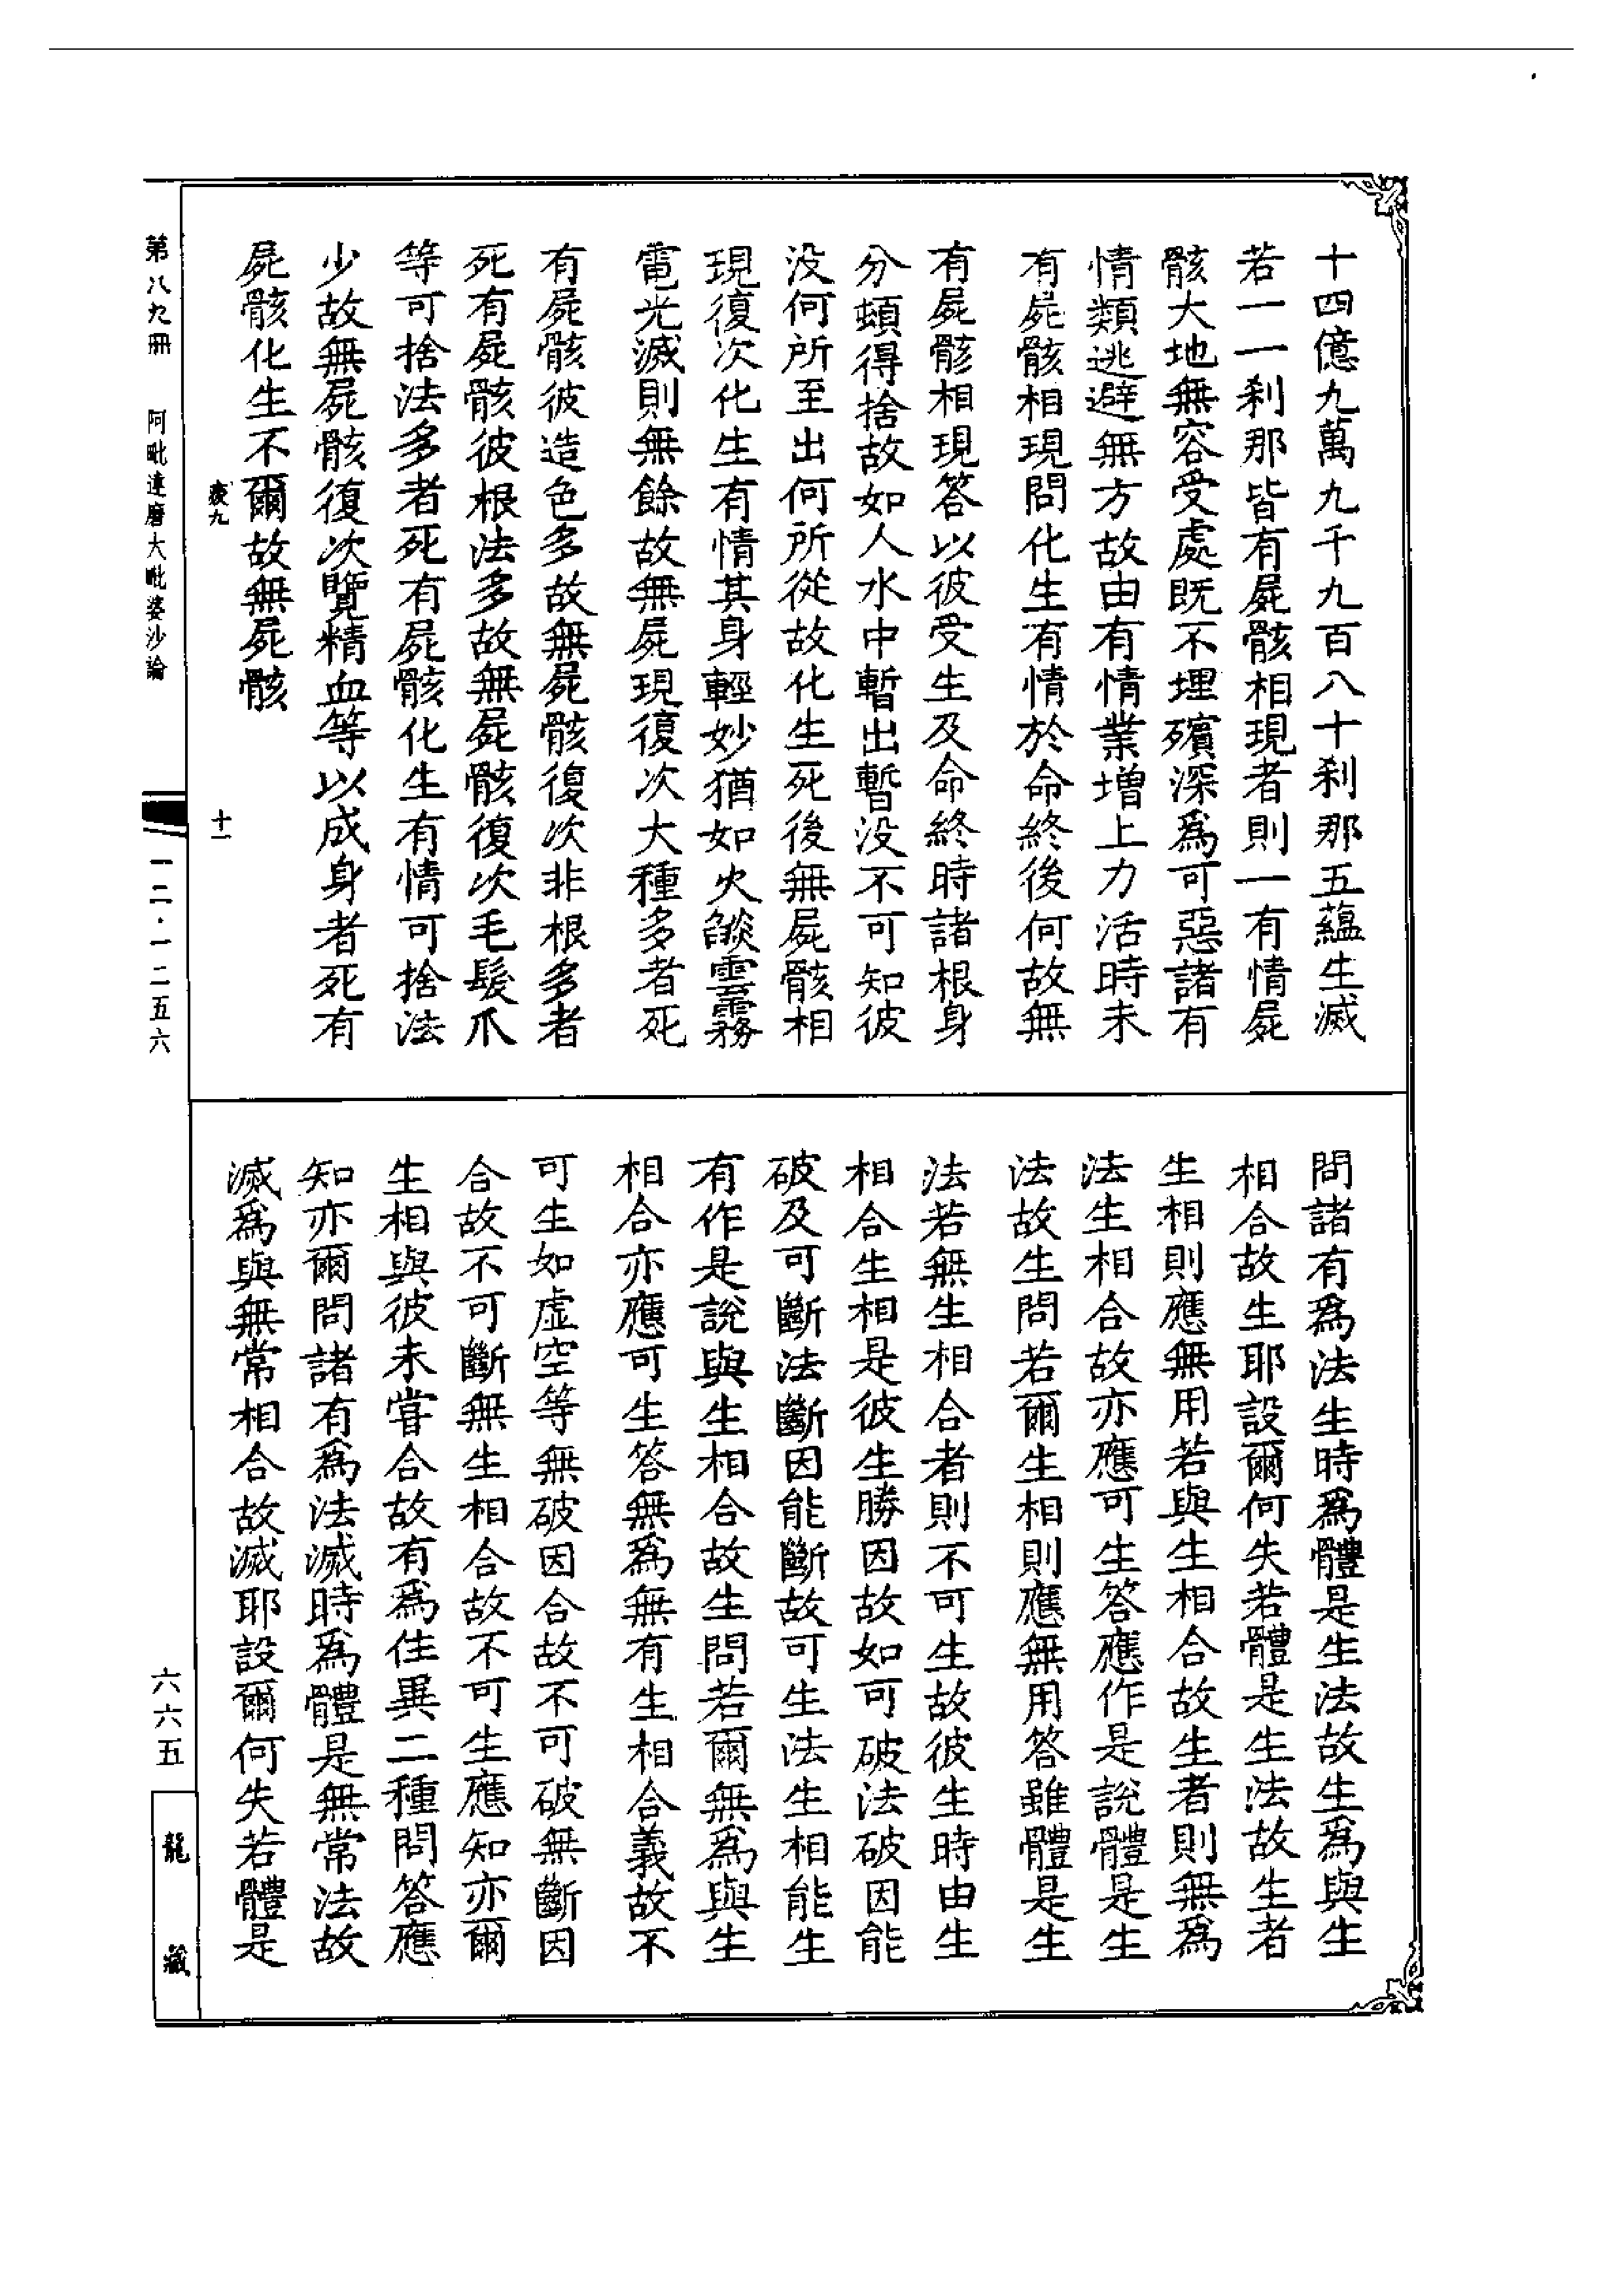 十四億九萬九千九百八十刹那五蘊生滅
若一一刹那皆有屍骸相現者則一有情屍
骸大地無容受處既不埋殯深爲可惡諸有
情類逃避無方故由有情業增上力活時未
有屍骸相現問化生有情於命終後何故無
有屍骸相現答以彼受生及命終時諸根身
分頓得捨故如人水中暫出暫没不可知彼
没何所至出何所從故化生死後無屍骸相
現復次化生有情其身輕妙猶如火𦦨雲霧
電光滅則無餘故無屍現復次大種多者死
有屍骸彼造色多故無屍骸復次非根多者
死有屍骸彼根法多故無屍骸復次毛髮爪
等可捨法多者死有屍骸化生有情可捨法
少故無屍骸復次覽精血等以成身者死有
屍骸化生不爾故無屍骸
問諸有爲法生時爲體是生法故生爲與生
相合故生耶設爾何失若體是生法故生者
生相則應無用若與生相合故生者則無爲
法生相合故亦應可生答應作是說體是生
法故生問若爾生相則應無用答雖體是生
法若無生相合者則不可生故彼生時由生
相合生相是彼生勝因故如可破法破因能
破及可斷法斷因能斷故可生法生相能生
有作是說與生相合故生問若爾無爲與生
相合亦應可生答無爲無有生相合義故不
可生如虛空等無破因合故不可破無斷因
合故不可斷無生相合故不可生應知亦爾
生相與彼未嘗合故有爲住異二種問答應
知亦爾問諸有爲法滅時爲體是無常法故
滅爲與無常相合故滅耶設爾何失若體是
第八九冊 阿毗達磨大毗婆沙論
十一
一二·一二五六
六六五
龍藏